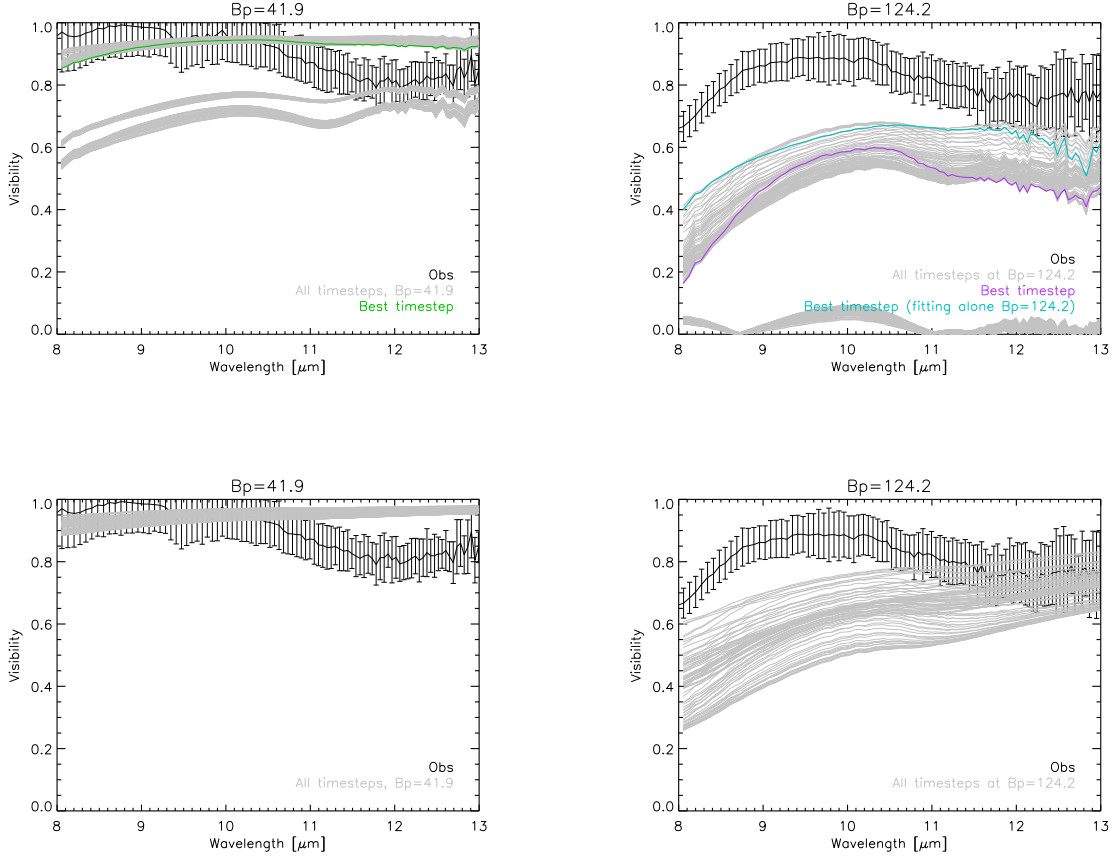 Bp=41.9
1.0
0.8
0.6
0.4
0.2
0.0
Visibility
Obs
All timesteps, Bp=41.9
Best timestep
8 9 10 11 12 13
Wavelength [μm]
Bp=124.2
1.0
0.8
0.6
0.4
0.2
0.0
Visibility
Obs
All timesteps at Bp=124.2
Best timestep
Best timestep (fitting alone Bp=124.2)
8 9 10 11 12 13
Wavelength [μm]
Bp=41.9
1.0
0.8
0.6
0.4
0.2
0.0
Visibility
Obs
All timesteps, Bp=41.9
8 9 10 11 12 13
Wavelength [μm]
Bp=124.2
1.0
0.8
0.6
0.4
0.2
0.0
Visibility
Obs
All timesteps at Bp=124.2
8 9 10 11 12 13
Wavelength [μm]